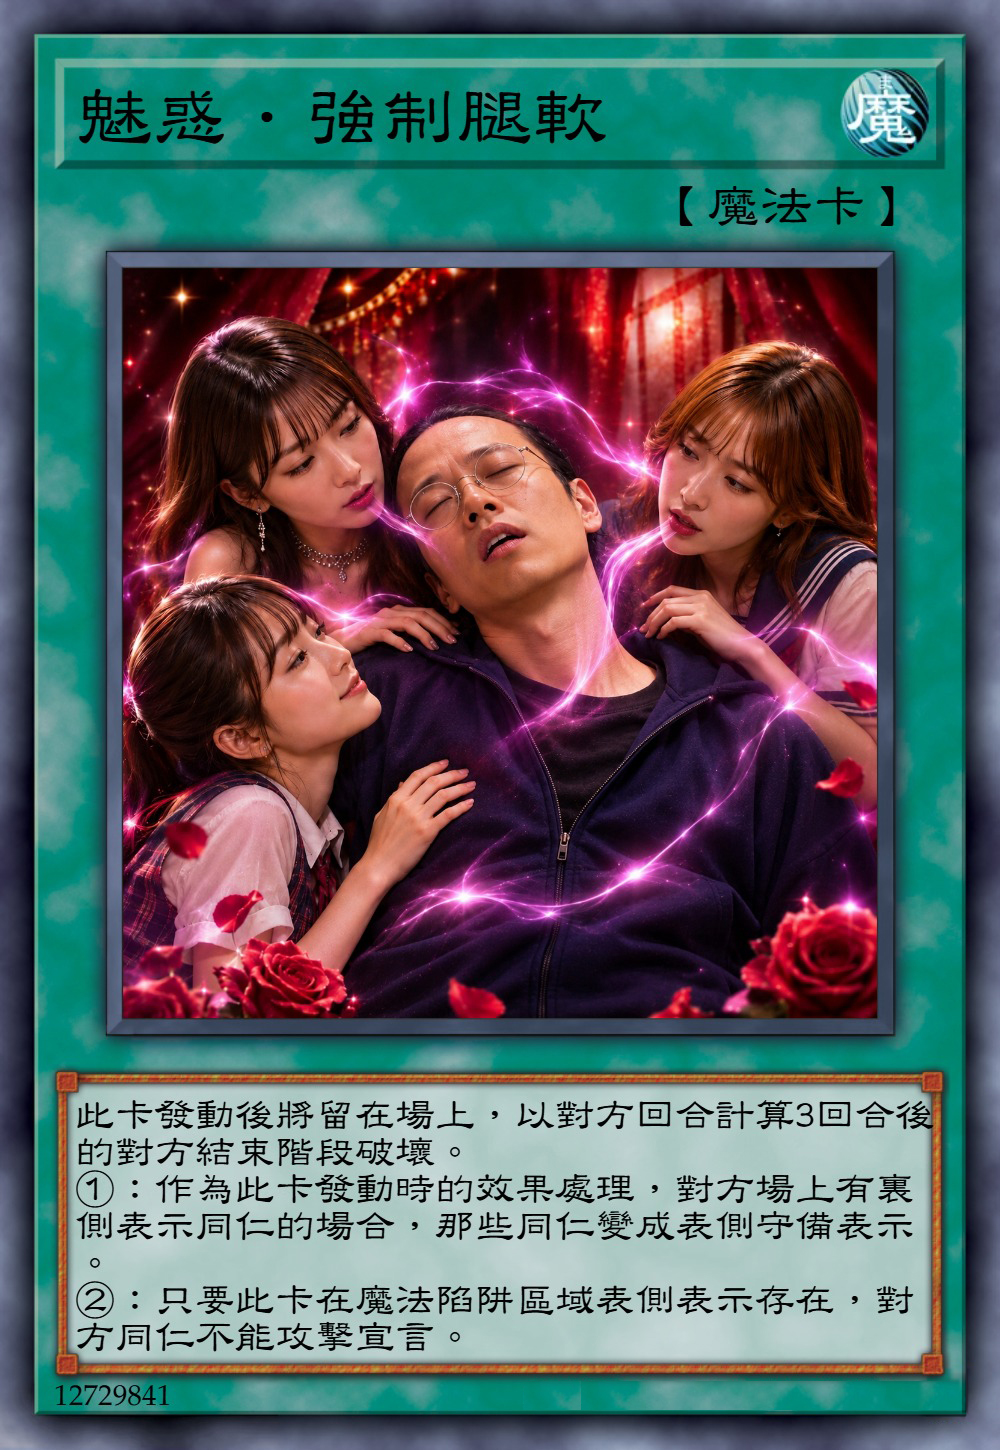 魅惑・強制腿軟
ま
魔
【魔法卡】
此卡發動後將留在場上，以對方回合計算3回合後
的對方結束階段破壞。
①：作為此卡發動時的效果處理，對方場上有裏
側表示同仁的場合，那些同仁變成表側守備表示
。
②：只要此卡在魔法陷阱區域表側表示存在，對
方同仁不能攻擊宣言。
12729841